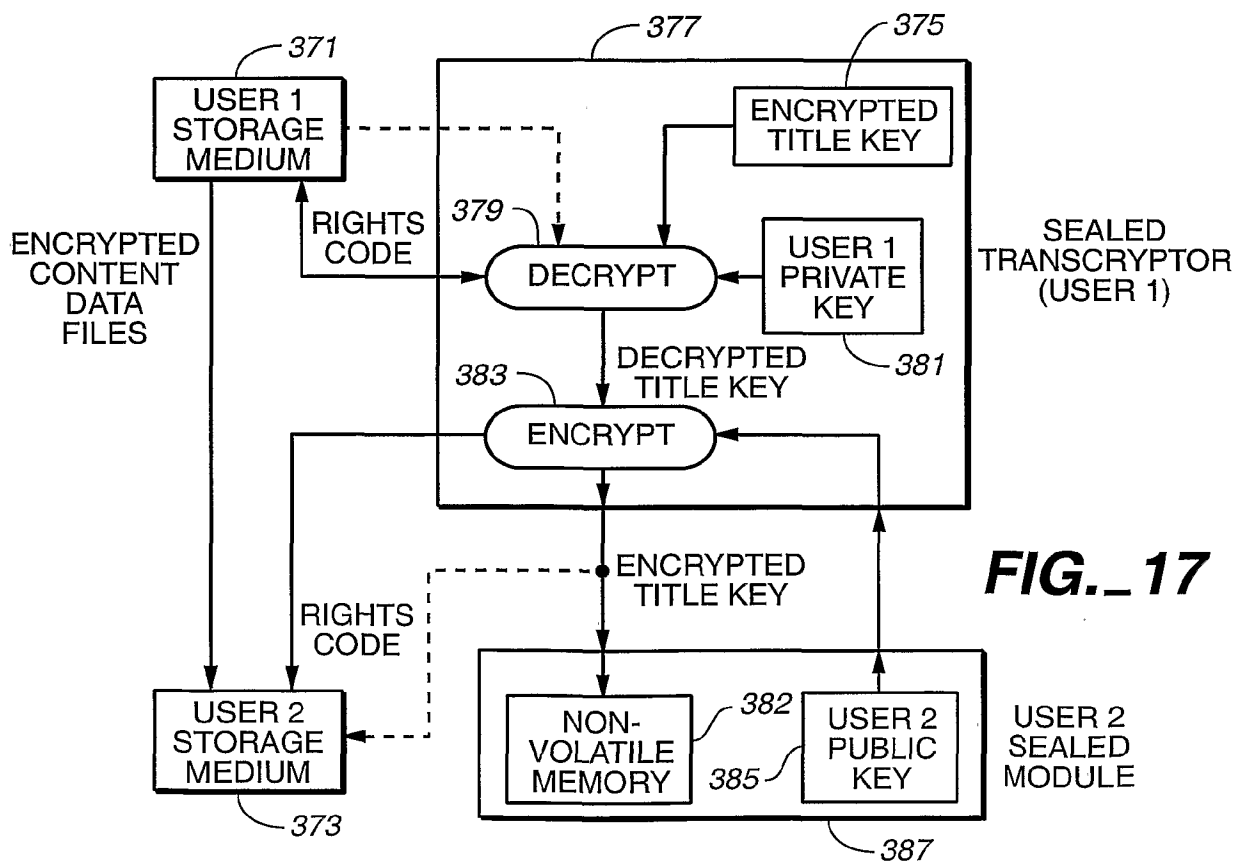 377
375
371
USER 1
STORAGE
MEDIUM
ENCRYPTED
TITLE KEY
379
RIGHTS
CODE
ENCRYPTED
CONTENT
DATA
FILES
DECRYPT
USER 1
PRIVATE
KEY
SEALED
TRANSCRYPTOR
(USER 1)
381
DECRYPTED
TITLE KEY
383
ENCRYPT
ENCRYPTED
TITLE KEY
FIG._17
RIGHTS
CODE
USER 2
STORAGE
MEDIUM
373
NON-
VOLATILE
MEMORY
382
385
USER 2
PUBLIC
KEY
USER 2
SEALED
MODULE
387